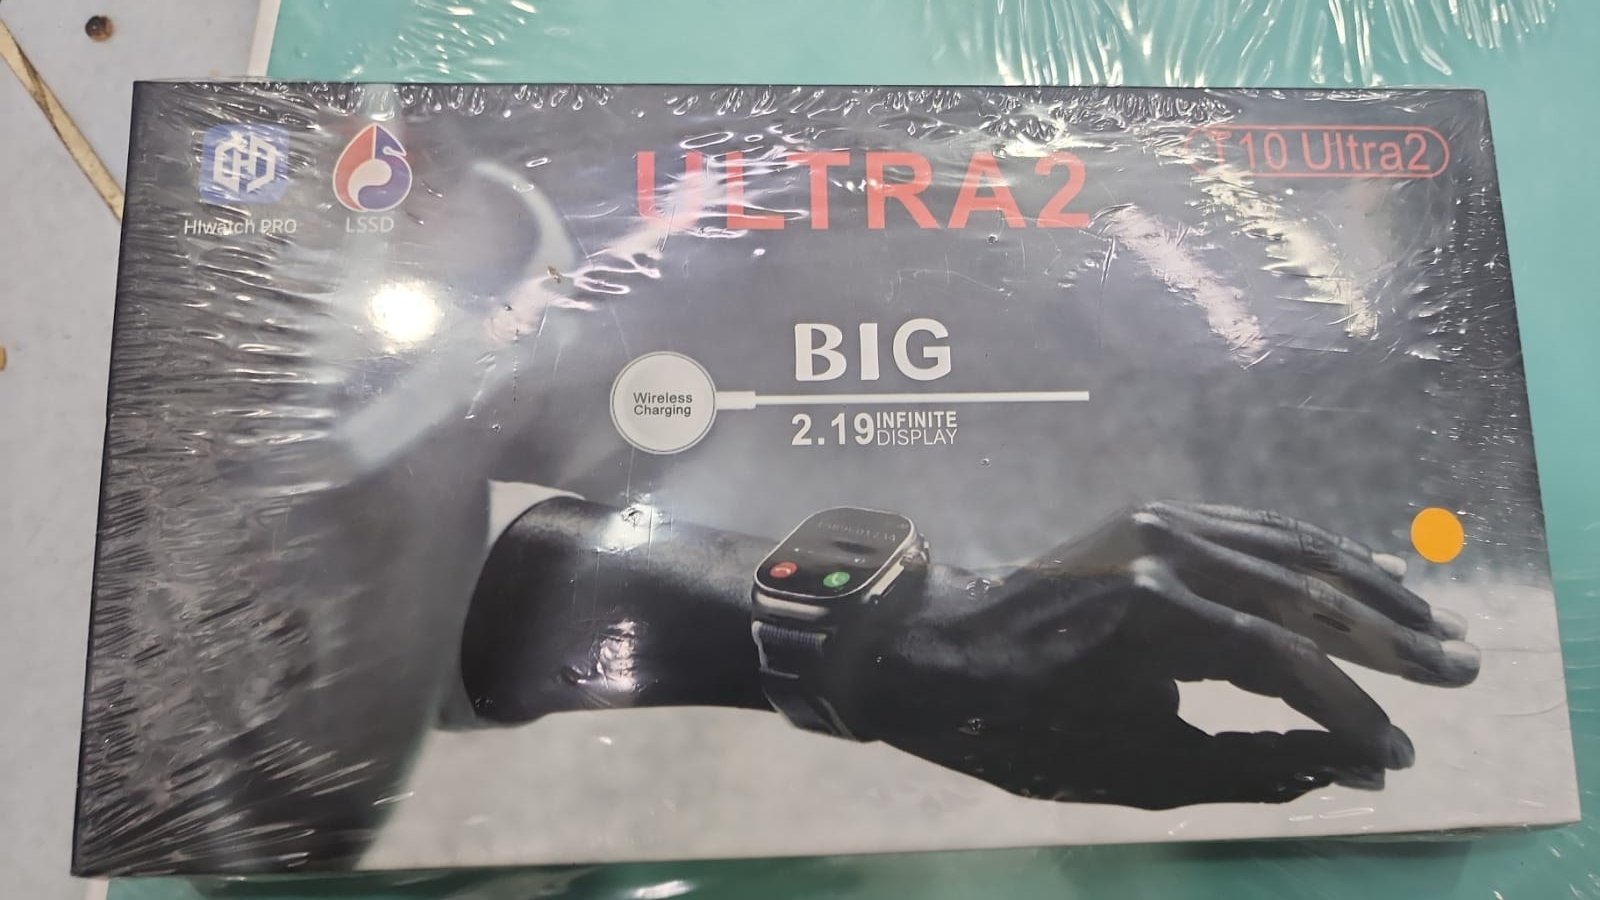 HIwatch PRO
LSSD
ULTRA2
T10 Ultra2
BIG
Wireless
Charging
2.19 INFINITE
DISPLAY